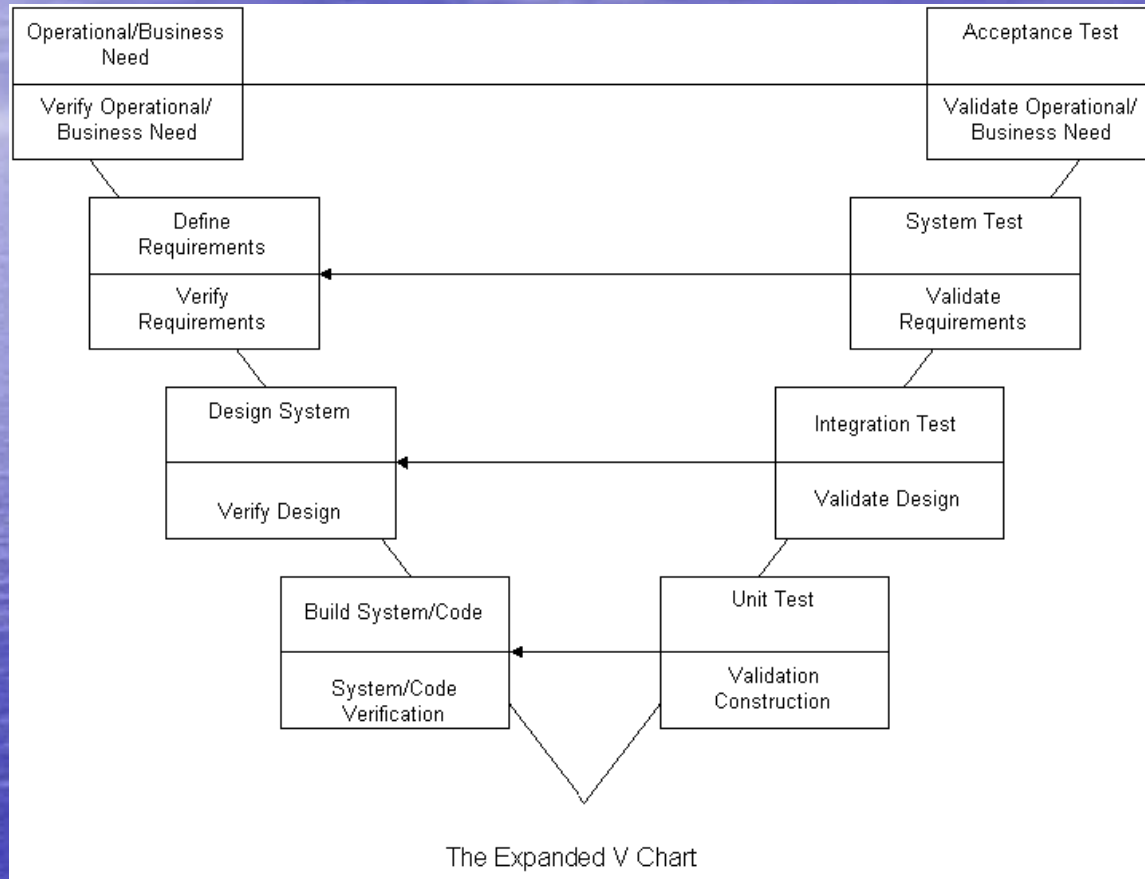 Operational/Business
Need
Verify Operational/
Business Need
Acceptance Test
Validate Operational/
Business Need
Define
Requirements
Verify
Requirements
System Test
Validate
Requirements
Design System
Verify Design
Integration Test
Validate Design
Build System/Code
System/Code
Verification
Unit Test
Validation
Construction
The Expanded V Chart